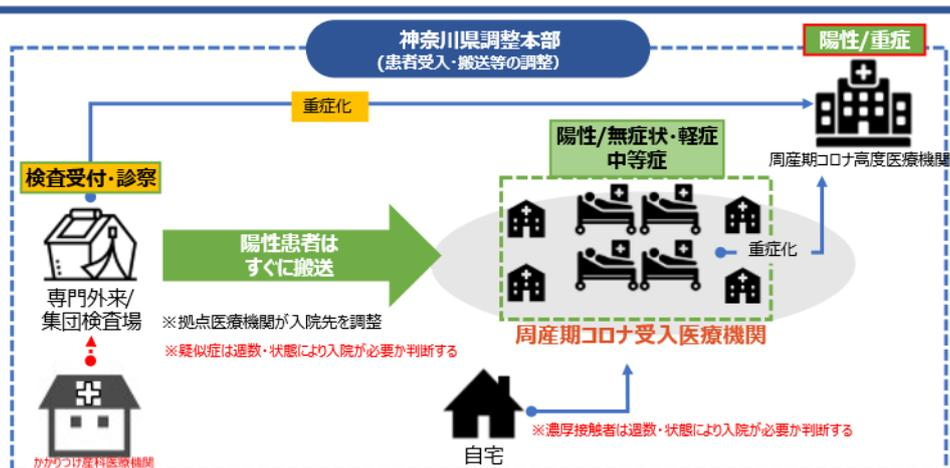 神奈川県調整本部
(患者受入・搬送等の調整)
陽性/重症
重症化
周産期コロナ高度医療機関
陽性/無症状・軽症
中等症
検査受付・診察
陽性患者は
すぐに搬送
重症化
専門外来/
集団検査場
※拠点医療機関が入院先を調整
周産期コロナ受入医療機関
※疑似症は週数・状態により入院が必要か判断する
※濃厚接触者は週数・状態により入院が必要か判断する
自宅
かかりつけ産科医療機関